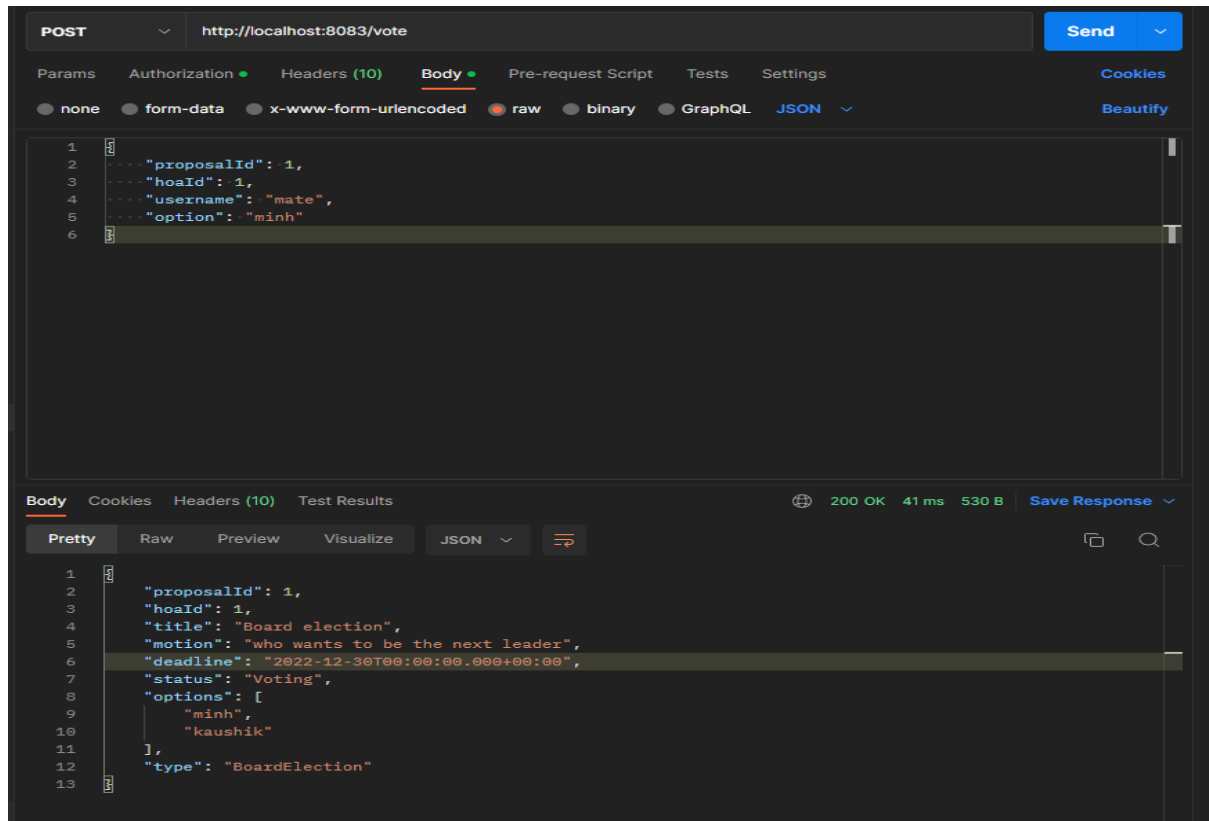 POST http://localhost:8083/vote Send
Params Authorization Headers (10) Body Pre-request Script Tests Settings Cookies
none form-data x-www-form-urlencoded raw binary GraphQL JSON Beautify
1 {
2 "proposalId": 1,
3 "hoaId": 1,
4 "username": "mate",
5 "option": "minh"
6 }
Body Cookies Headers (10) Test Results 200 OK 41 ms 530 B Save Response
Pretty Raw Preview Visualize JSON
1 {
2 "proposalId": 1,
3 "hoaId": 1,
4 "title": "Board election",
5 "motion": "who wants to be the next leader",
6 "deadline": "2022-12-30T00:00:00.000+00:00",
7 "status": "Voting",
8 "options": [
9 "minh",
10 "kaushik"
11 ],
12 "type": "BoardElection"
13 }